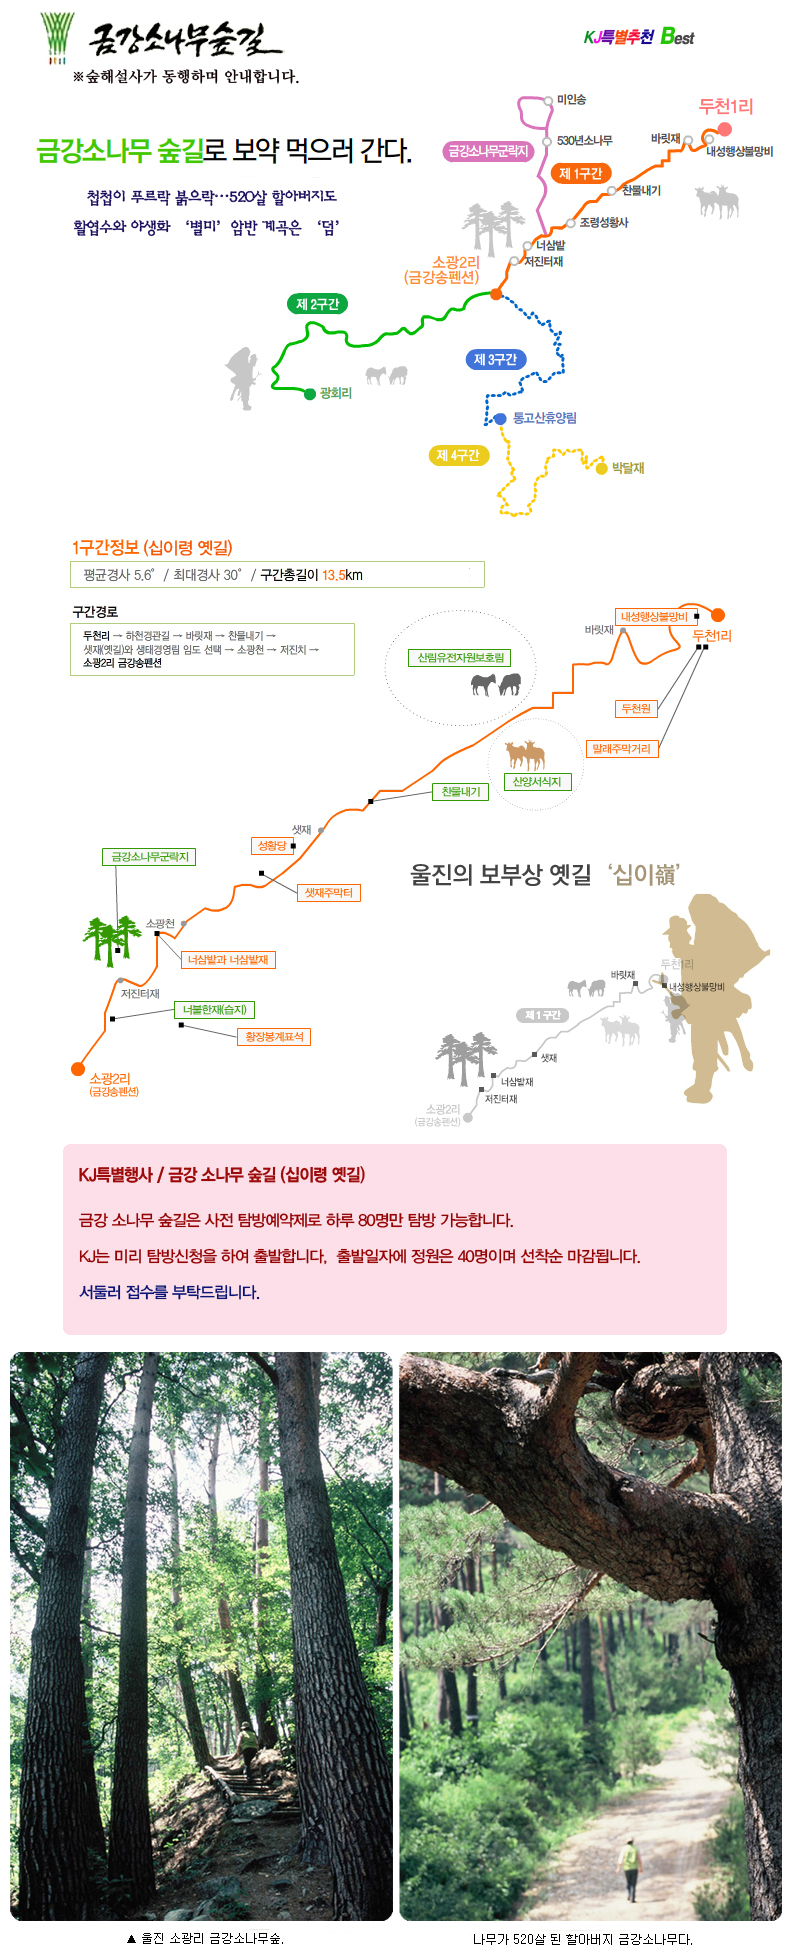 금강소나무숲길
※숲해설사가 동행하며 안내합니다.
KJ특별추천 Best
금강소나무 숲길로 보약 먹으러 간다.
첩첩이 푸르락 붉으락…520살 할아버지도
활엽수와 야생화 ‘별미’ 암반 계곡은 ‘덤’
미인송
530년소나무
금강소나무군락지
두천1리
바릿재
내성행상불망비
제 1구간
찬물내기
조령성황사
너삼밭
저진터재
소광2리
(금강송펜션)
제 2구간
광회리
제 3구간
통고산휴양림
제 4구간
박달재
1구간정보 (십이령 옛길)
평균경사 5.6° / 최대경사 30° / 구간총길이 13.5km
구간경로
두천리 → 하천경관길 → 바릿재 → 찬물내기 →
샛재(옛길)와 생태경영림 임도 선택 → 소광천 → 저진치 →
소광2리 금강송펜션
내성행상불망비
바릿재
두천1리
산림유전자원보호림
두천원
말래주막거리
산양서식지
찬물내기
샛재
성황당
금강소나무군락지
샛재주막터
소광천
너삼밭과 너삼밭재
저진터재
너불한재(습지)
황장봉계표석
소광2리
(금강송펜션)
울진의 보부상 옛길 ‘십이嶺’
두천1리
바릿재
내성행상불망비
제 1 구간
샛재
너삼밭재
저진터재
소광2리
(금강송펜션)
KJ특별행사 / 금강 소나무 숲길 (십이령 옛길)
금강 소나무 숲길은 사전 탐방예약제로 하루 80명만 탐방 가능합니다.
KJ는 미리 탐방신청을 하여 출발합니다, 출발일자에 정원은 40명이며 선착순 마감됩니다.
서둘러 접수를 부탁드립니다.
▲ 울진 소광리 금강소나무숲.
나무가 520살 된 할아버지 금강소나무다.